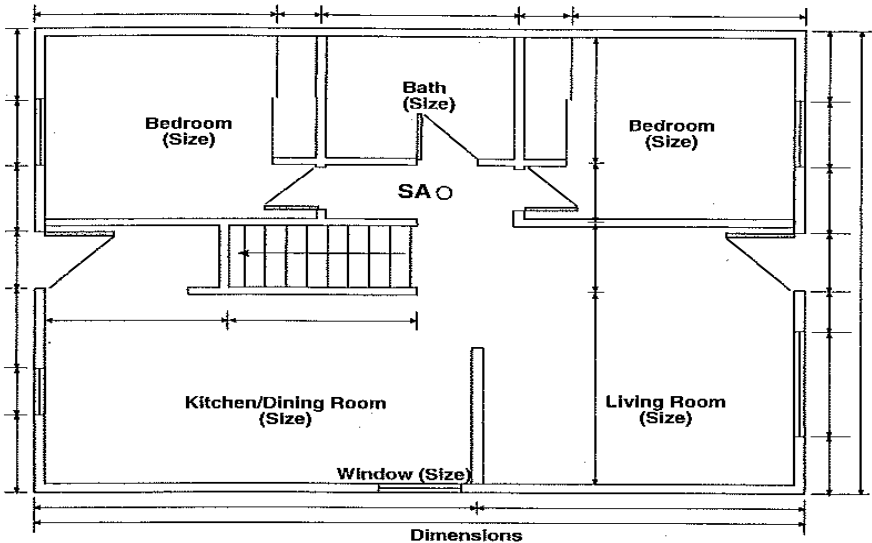 Bath
(Size)
Bedroom
(Size)
Bedroom
(Size)
SA
Kitchen/Dining Room
(Size)
Living Room
(Size)
Window (Size)
Dimensions